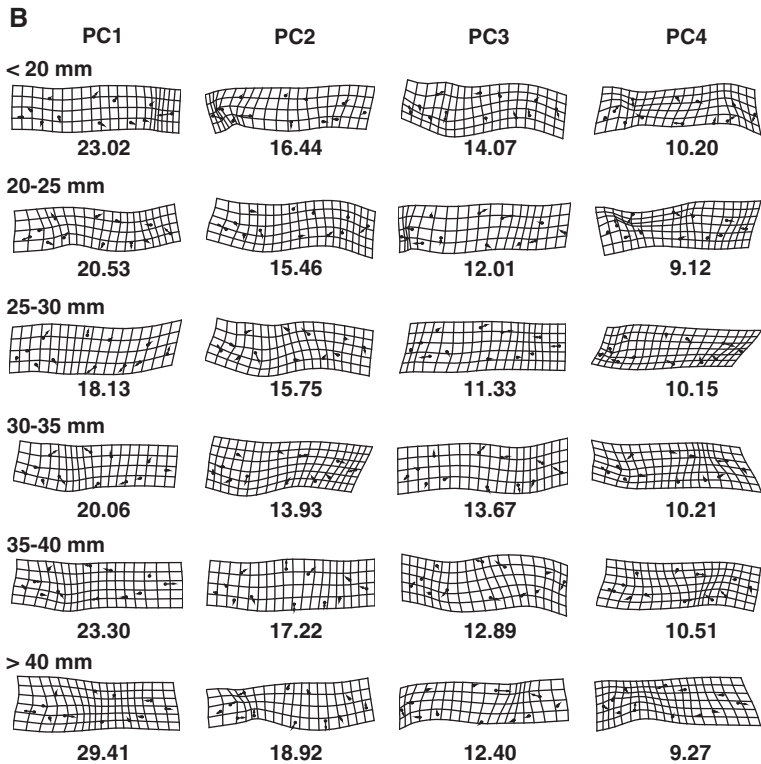 B
PC1 PC2 PC3 PC4
< 20 mm
23.02 16.44 14.07 10.20
20-25 mm
20.53 15.46 12.01 9.12
25-30 mm
18.13 15.75 11.33 10.15
30-35 mm
20.06 13.93 13.67 10.21
35-40 mm
23.30 17.22 12.89 10.51
> 40 mm
29.41 18.92 12.40 9.27